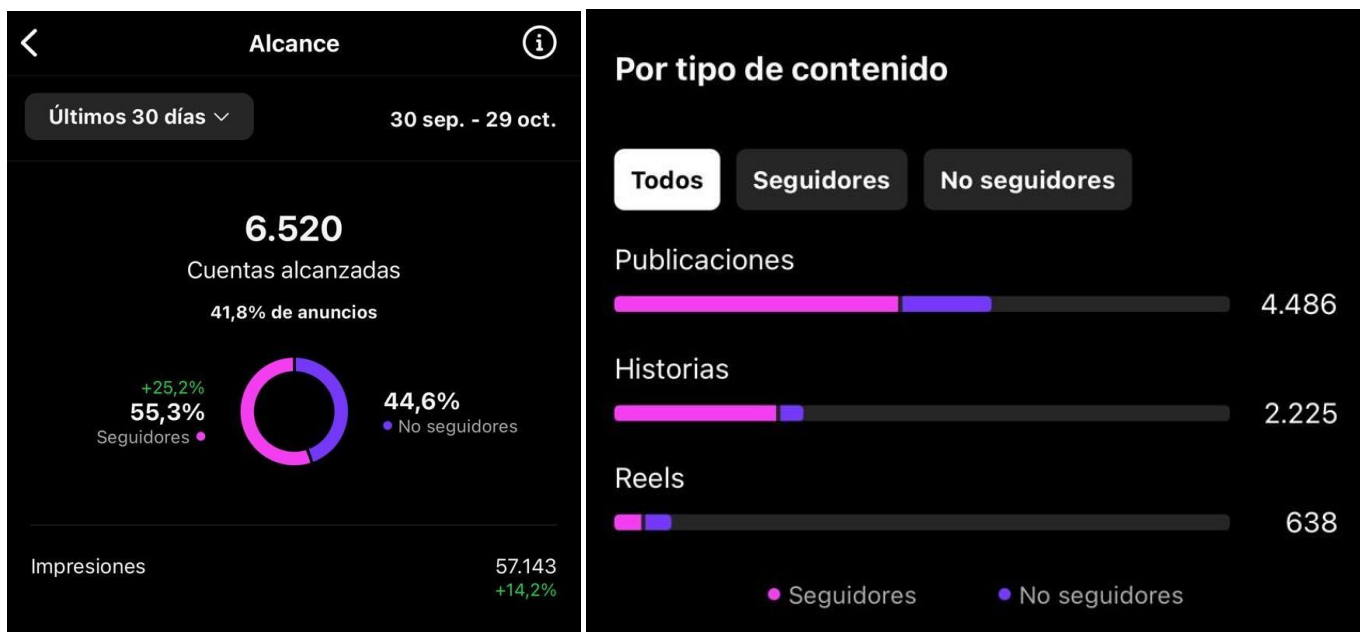 Alcance
Últimos 30 días
30 sep. - 29 oct.
6.520
Cuentas alcanzadas
41,8% de anuncios
+25,2%
55,3%
Seguidores
44,6%
No seguidores
Impresiones
57.143
+14,2%
Por tipo de contenido
Todos
Seguidores
No seguidores
Publicaciones
4.486
Historias
2.225
Reels
638
Seguidores
No seguidores